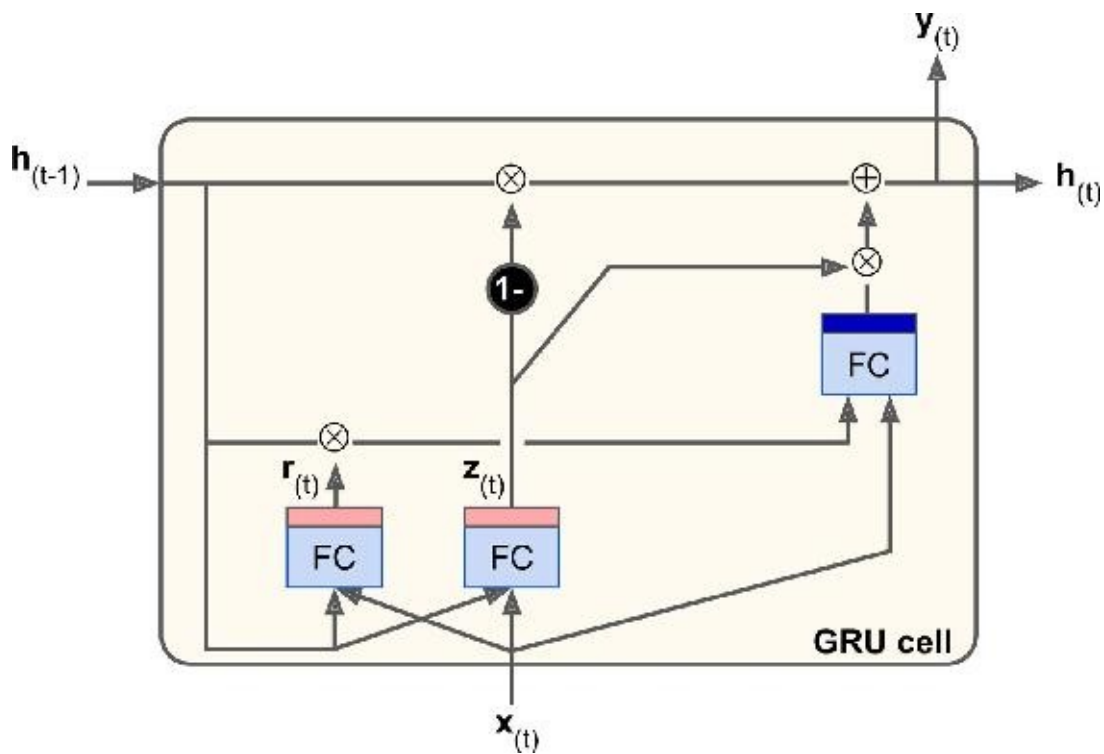 y(t)
h(t-1)
h(t)
1-
FC
r(t)
z(t)
FC
FC
GRU cell
x(t)